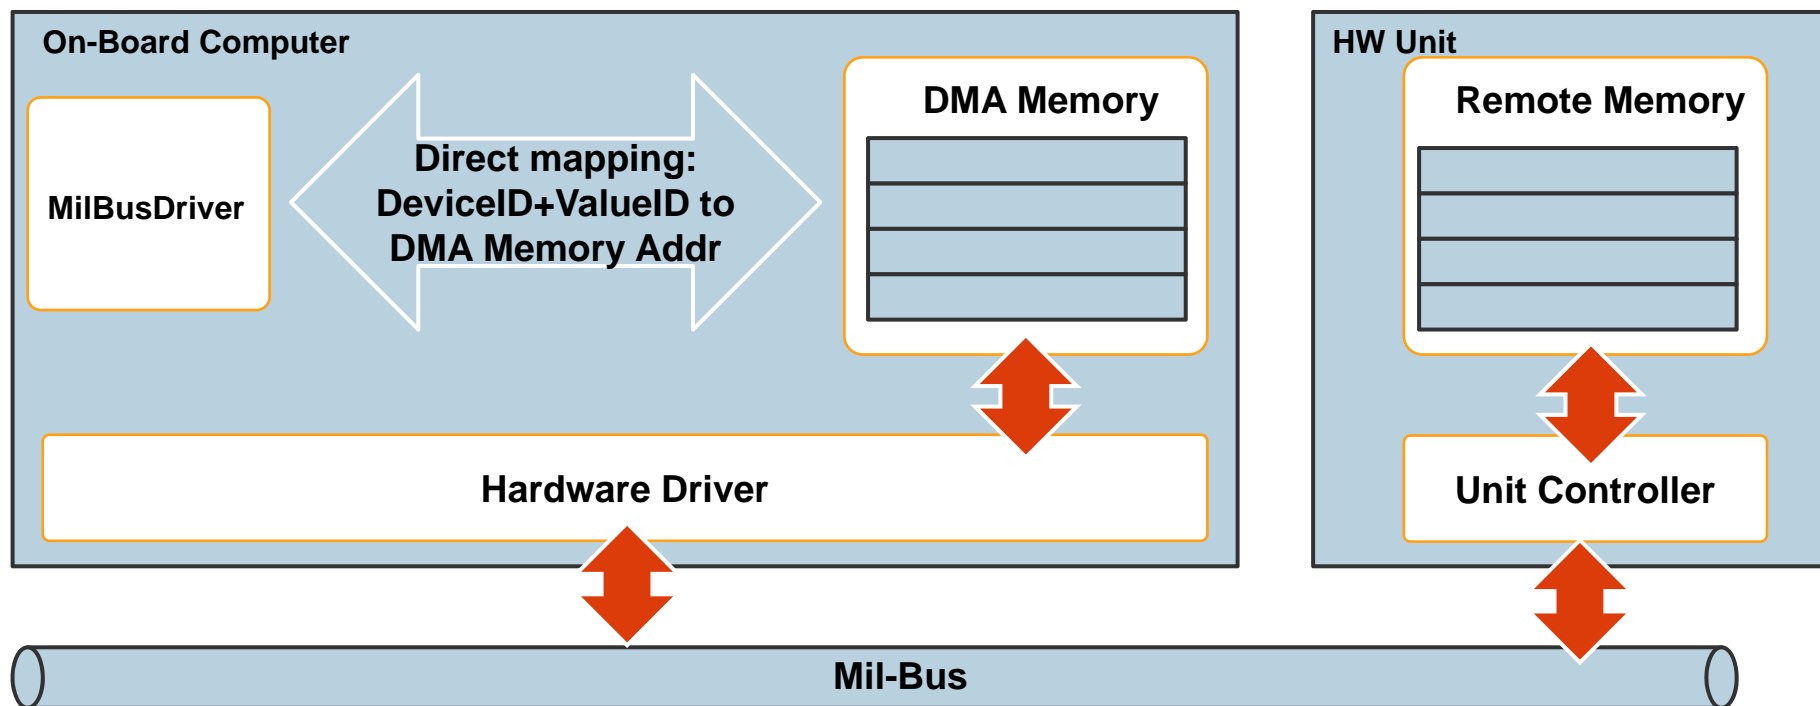 On-Board Computer
HW Unit
DMA Memory
Remote Memory
MilBusDriver
Direct mapping:
DeviceID+ValueID to
DMA Memory Addr
Hardware Driver
Unit Controller
Mil-Bus